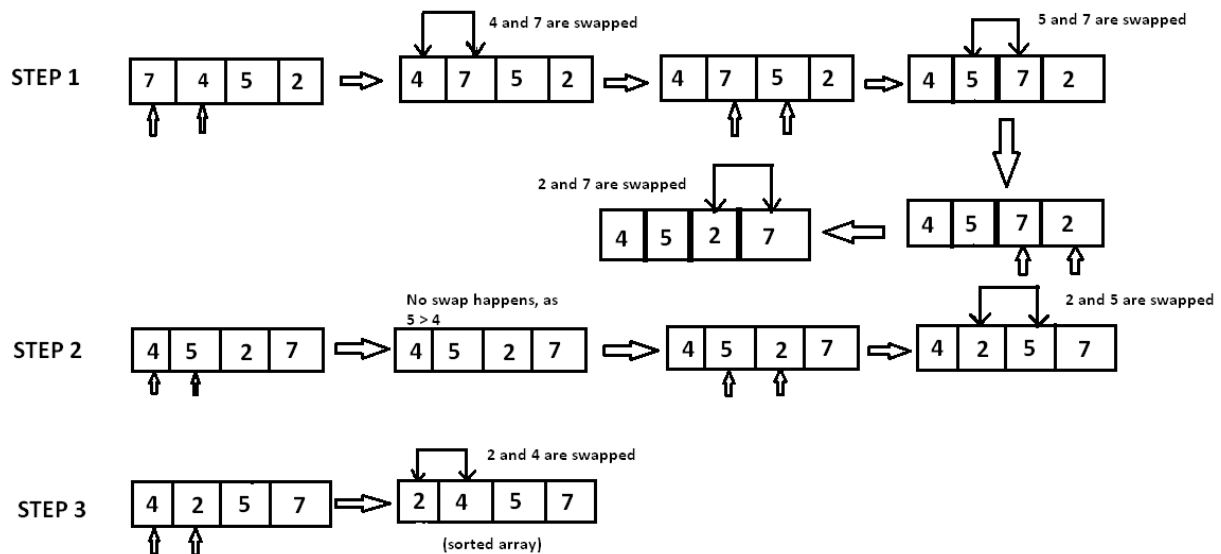 4 and 7 are swapped
5 and 7 are swapped
STEP 1
7 4 5 2
4 7 5 2
4 7 5 2
4 5 7 2
2 and 7 are swapped
4 5 2 7
4 5 7 2
No swap happens, as
5 > 4
2 and 5 are swapped
STEP 2
4 5 2 7
4 5 2 7
4 5 2 7
4 2 5 7
2 and 4 are swapped
STEP 3
4 2 5 7
2 4 5 7
(sorted array)